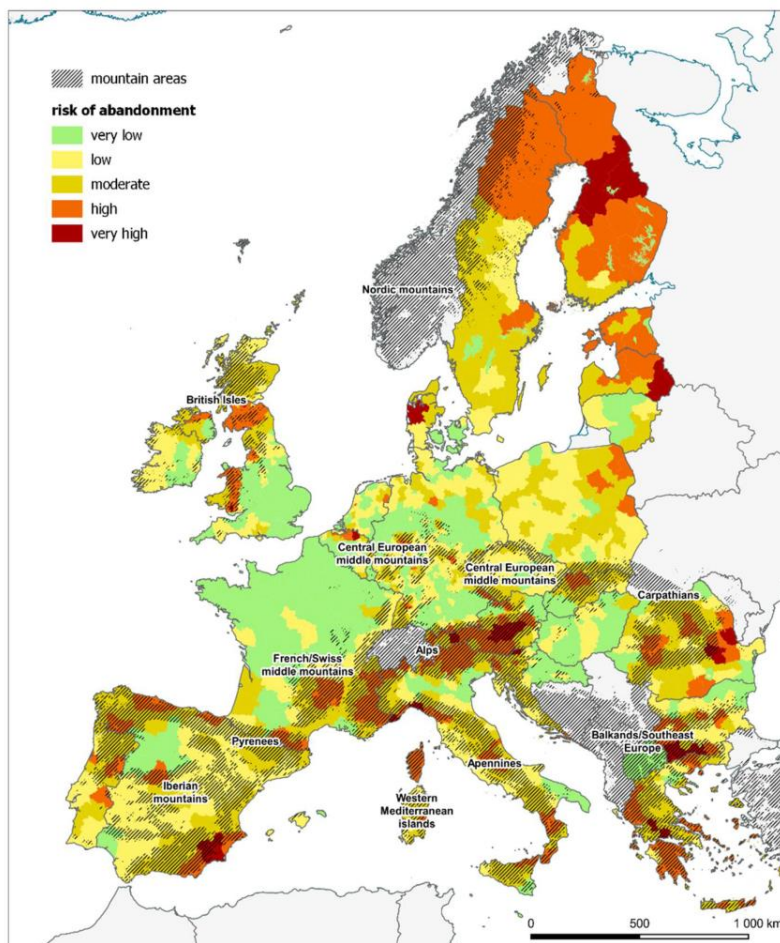 mountain areas
risk of abandonment
very low
low
moderate
high
very high
Nordic mountains
British Isles
Central European
middle mountains
Central European
middle mountains
Carpathians
Alps
French/Swiss
middle mountains
Pyrenees
Balkands/Southeast
Europe
Apennines
Iberian
mountains
Western
Mediterranean
islands
0 500 1 000 km